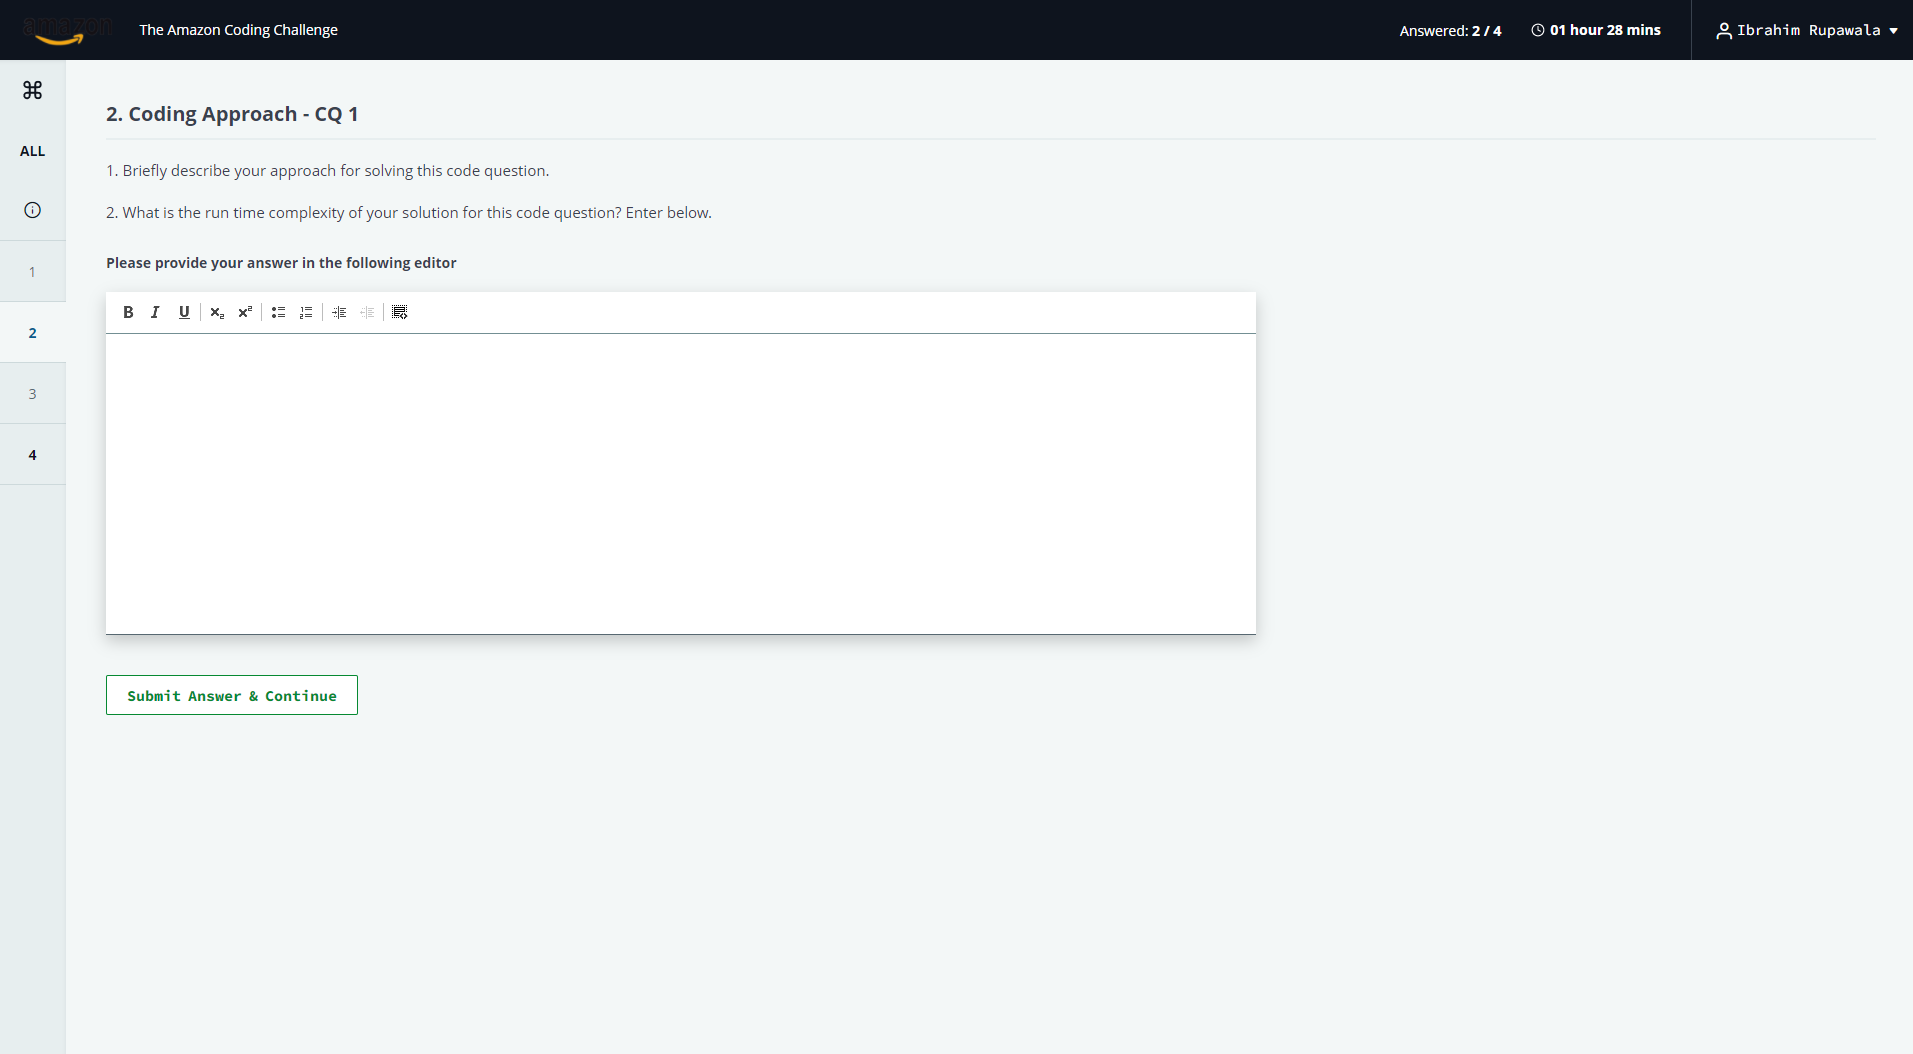 amazon
The Amazon Coding Challenge
Answered: 2 / 4
01 hour 28 mins
Ibrahim Rupawala
ALL
1
2
3
4
2. Coding Approach - CQ 1
1. Briefly describe your approach for solving this code question.
2. What is the run time complexity of your solution for this code question? Enter below.
Please provide your answer in the following editor
B I U x₂ x²
Submit Answer & Continue